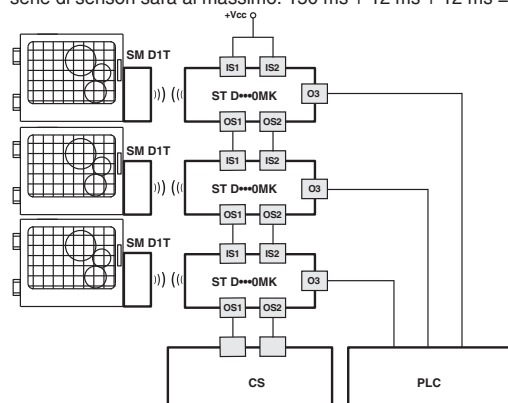 serie di sensori sarà al massimo: 150 ms + 12 ms + 12 ms =
+Vcc
SM D1T
IS1 IS2
ST D•••0MK
O3
OS1 OS2
SM D1T
IS1 IS2
ST D•••0MK
O3
OS1 OS2
SM D1T
IS1 IS2
ST D•••0MK
O3
OS1 OS2
CS
PLC